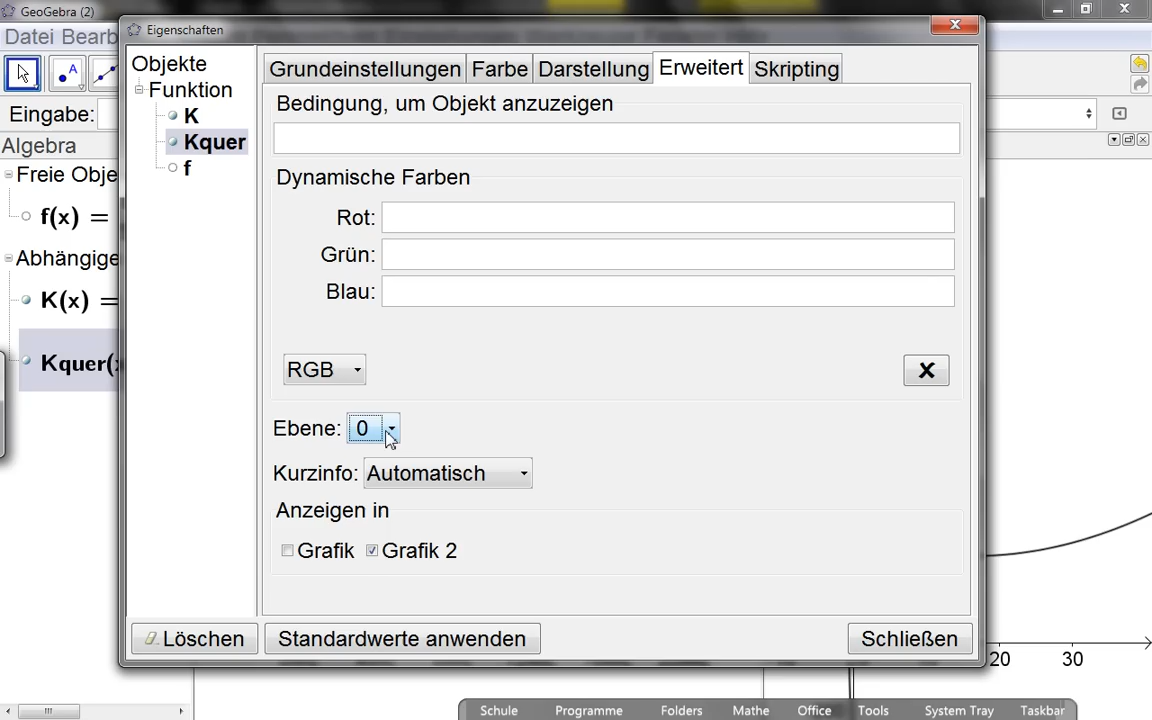 GeoGebra (2)
Datei Bearb
Eigenschaften
Eingabe:
Algebra
Freie Obje
f(x) =
Abhängige
K(x) =
Kquer(x
Objekte
Funktion
K
Kquer
f
Grundeinstellungen Farbe Darstellung Erweitert Skripting
Bedingung, um Objekt anzuzeigen
Dynamische Farben
Rot:
Grün:
Blau:
RGB
x
Ebene: 0
Kurzinfo: Automatisch
Anzeigen in
Grafik Grafik 2
Löschen Standardwerte anwenden Schließen
20 30
Schule Programme Folders Mathe Office Tools System Tray Taskbar